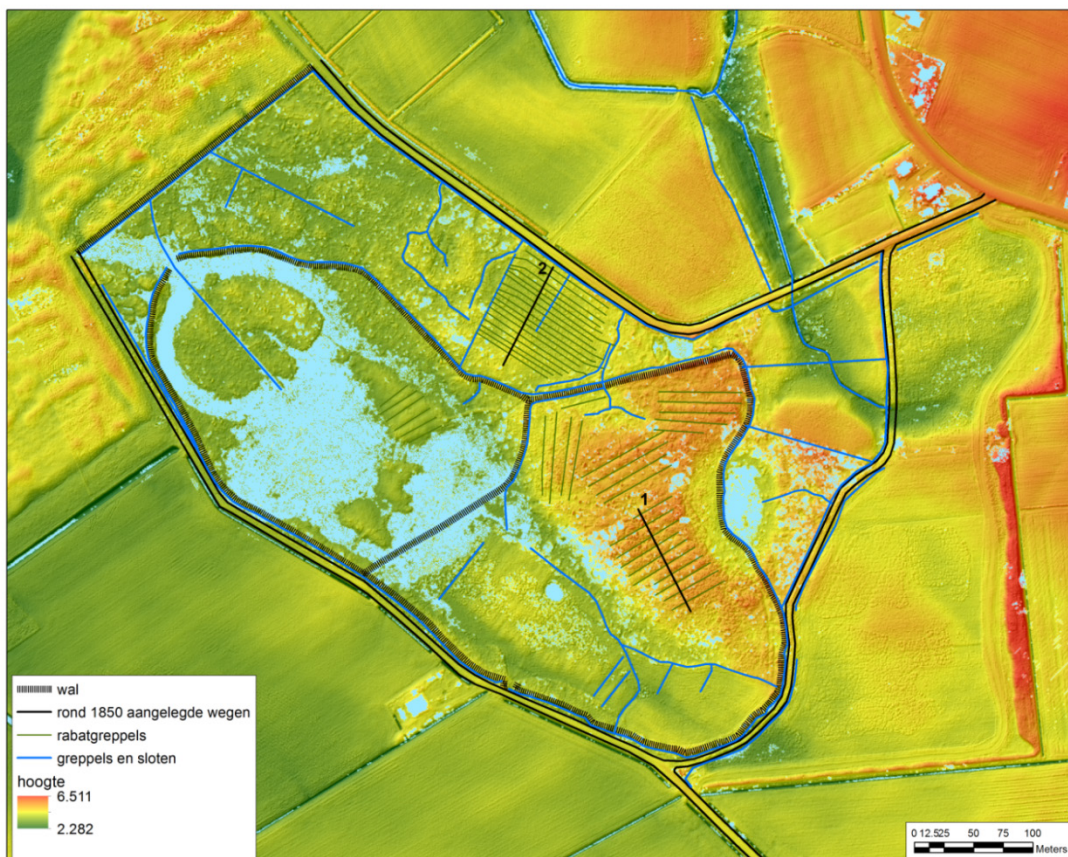 2
1
wal
rond 1850 aangelegde wegen
rabatgreppels
greppels en sloten
hoogte
6.511
2.282
0 12.525 50 75 100
Meters